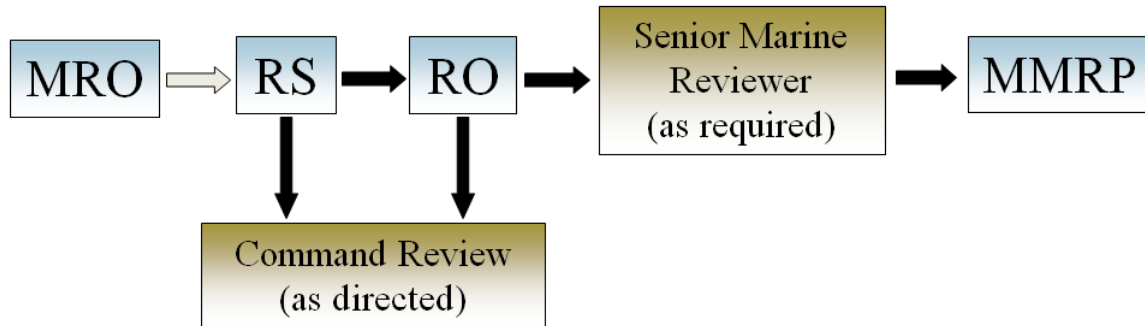 MRO
RS
RO
Senior Marine
Reviewer
(as required)
MMRP
Command Review
(as directed)